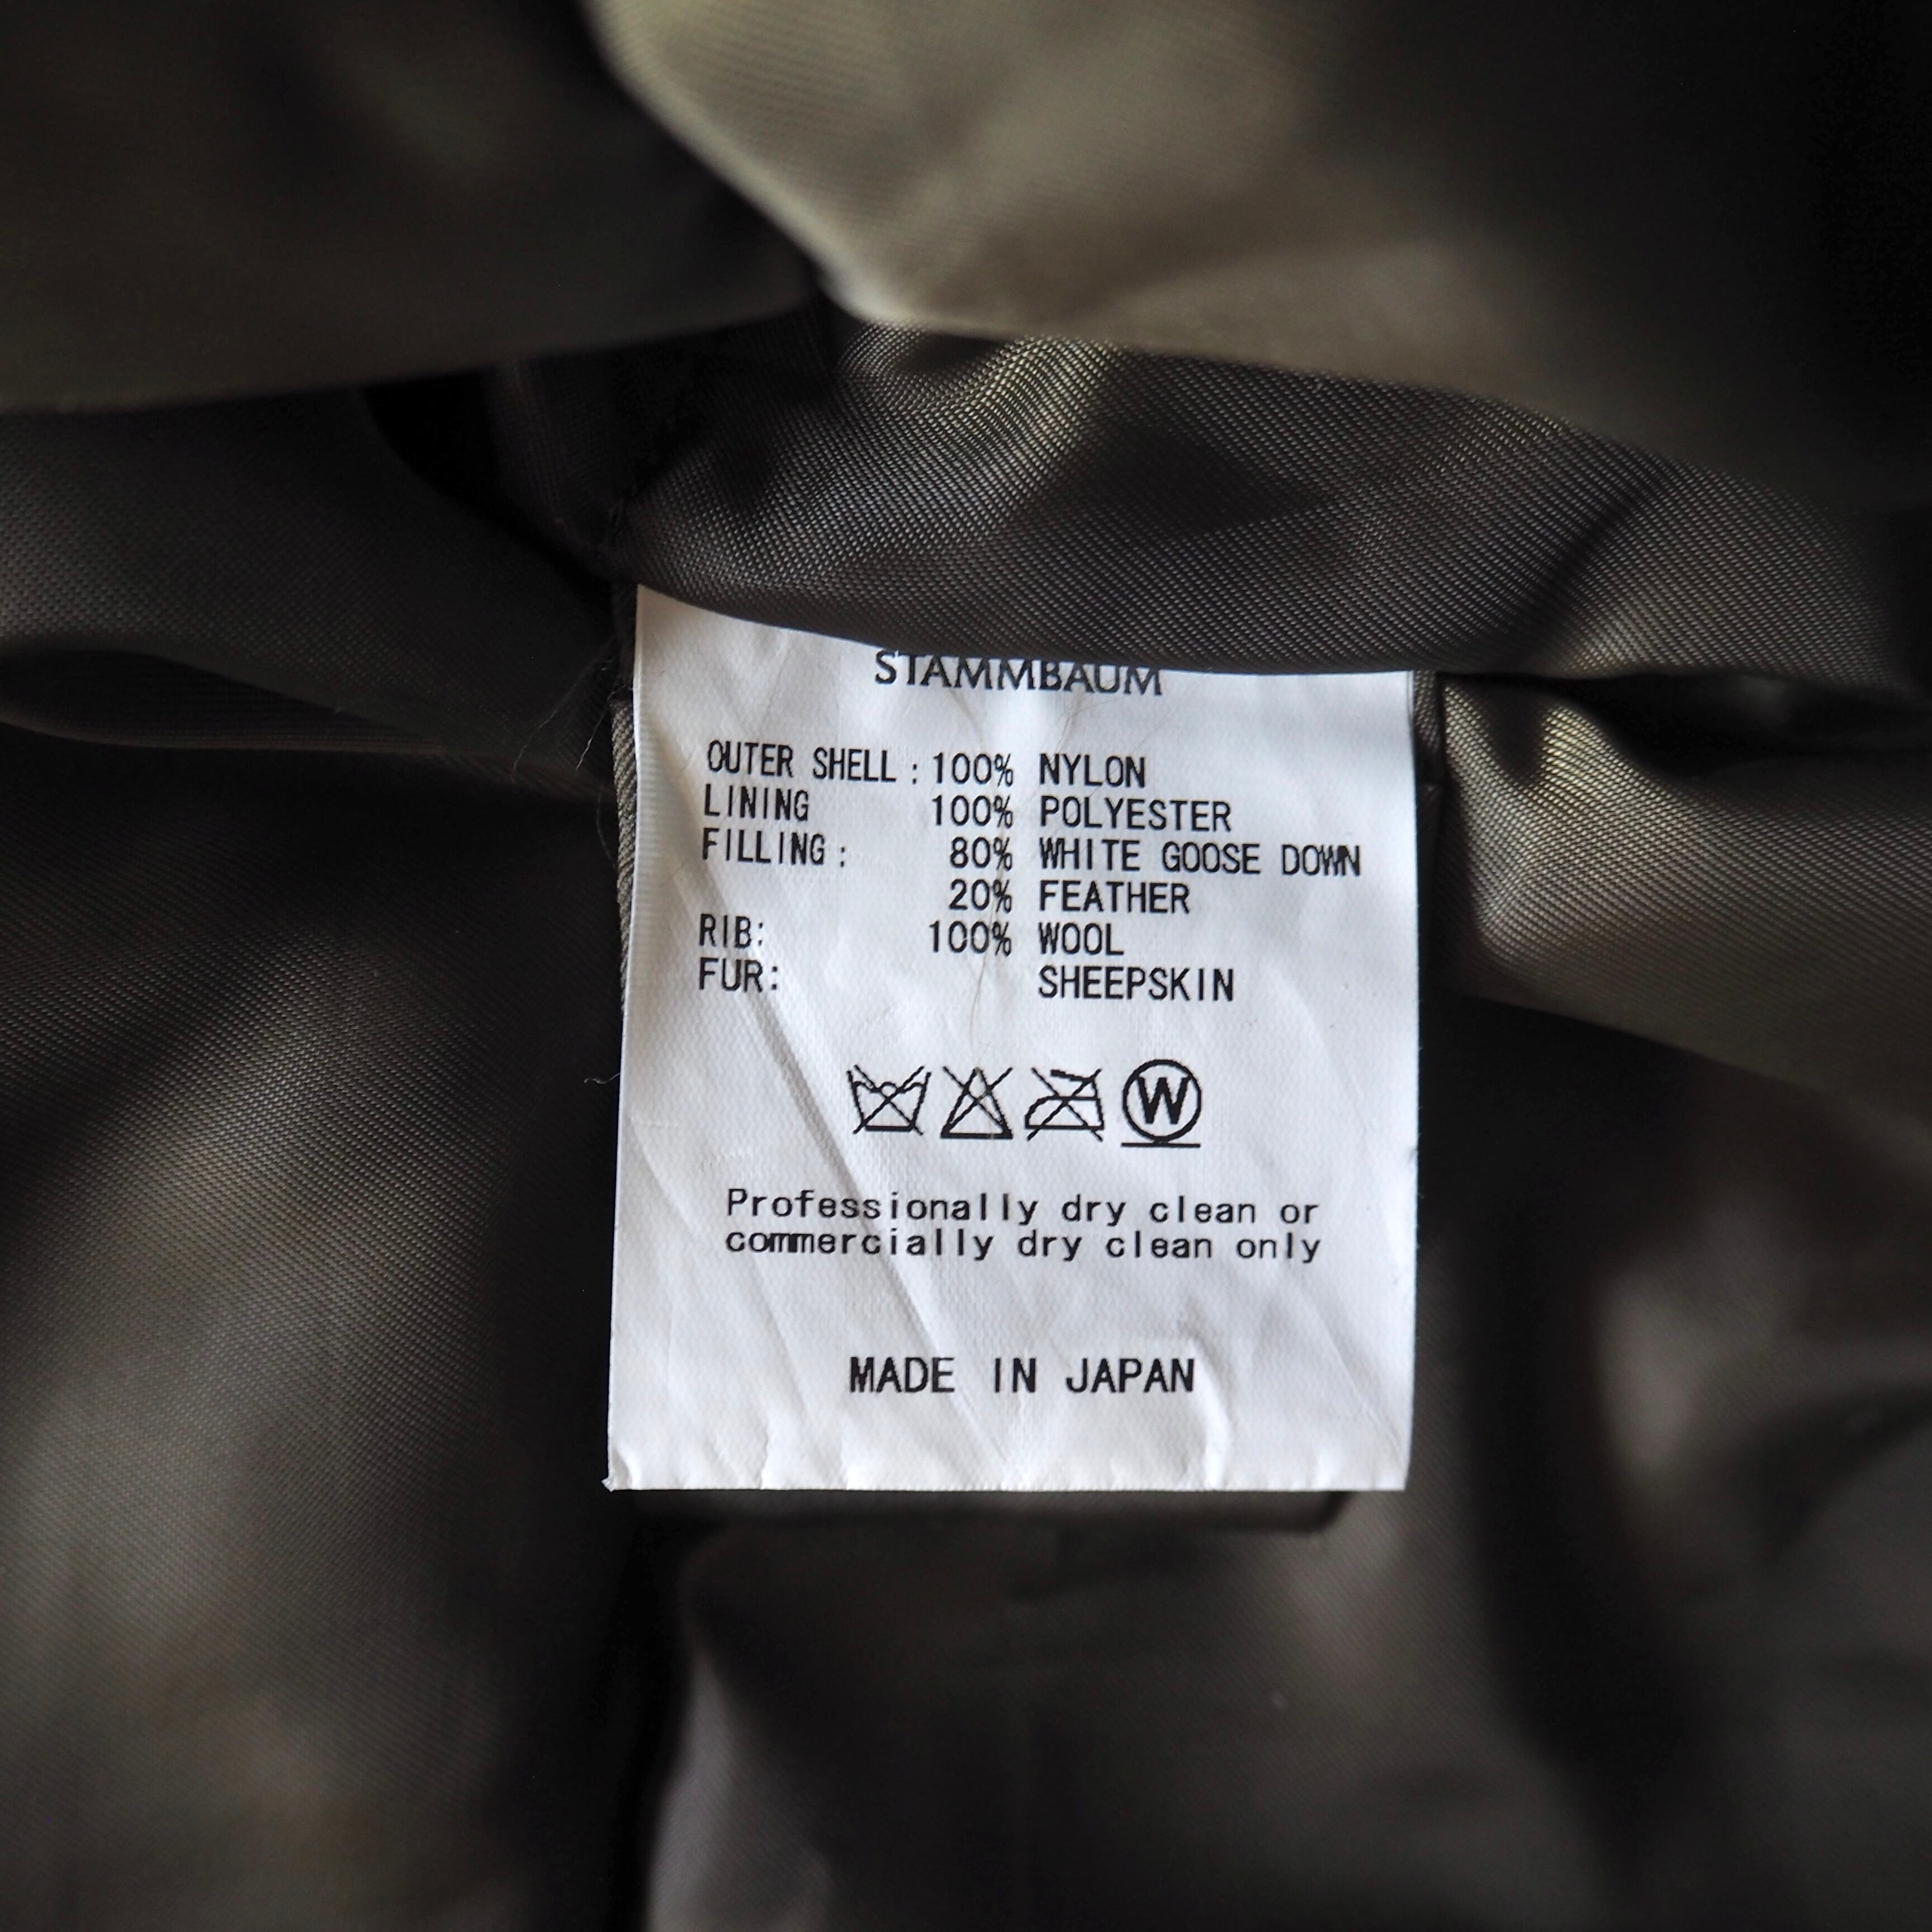 STAMMBAUM
OUTER SHELL : 100% NYLON
LINING 100% POLYESTER
FILLING : 80% WHITE GOOSE DOWN
20% FEATHER
RIB: 100% WOOL
FUR: SHEEPSKIN
W
Professionally dry clean or
commercially dry clean only
MADE IN JAPAN